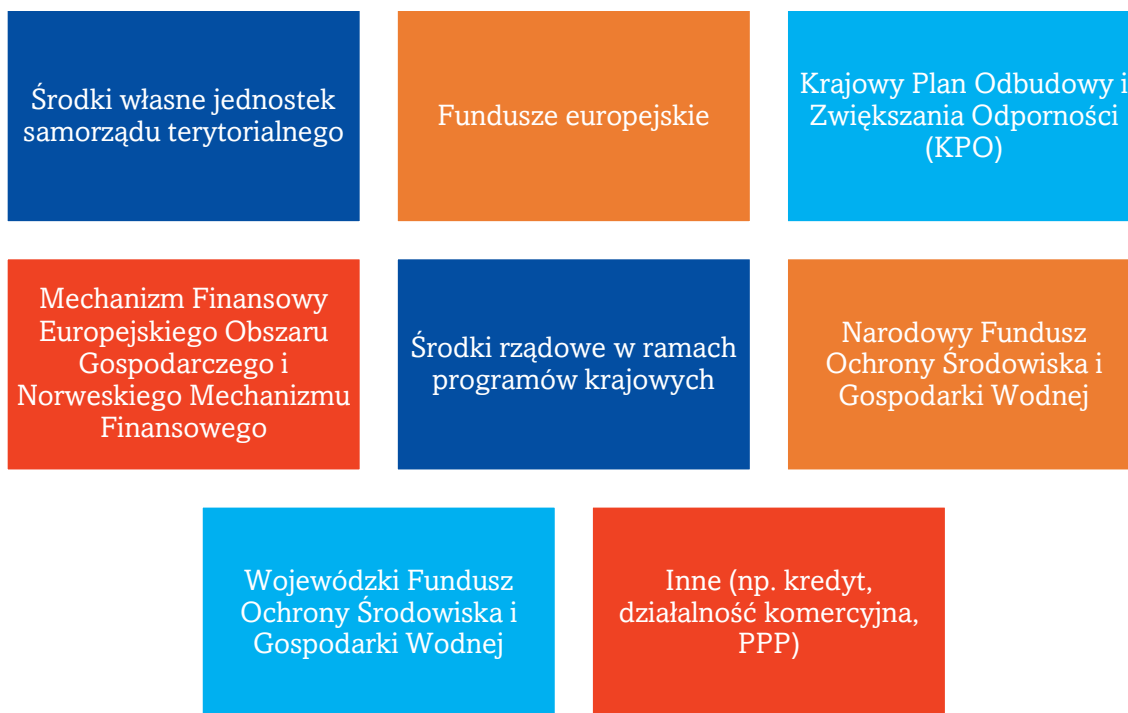 Środki własne jednostek
samorządu terytorialnego
Fundusze europejskie
Krajowy Plan Odbudowy i
Zwiększania Odporności
(KPO)
Mechanizm Finansowy
Europejskiego Obszaru
Gospodarczego i
Norweskiego Mechanizmu
Finansowego
Środki rządowe w ramach
programów krajowych
Narodowy Fundusz
Ochrony Środowiska i
Gospodarki Wodnej
Wojewódzki Fundusz
Ochrony Środowiska i
Gospodarki Wodnej
Inne (np. kredyt,
działalność komercyjna,
PPP)